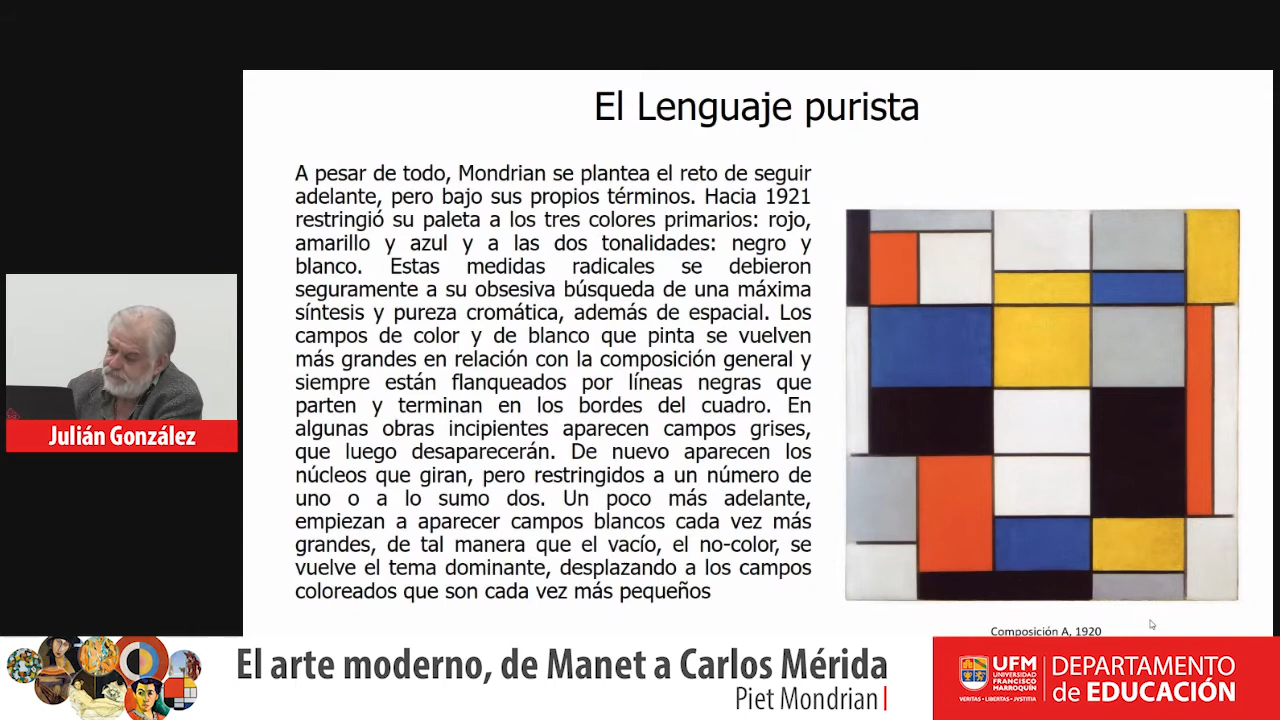 El Lenguaje purista
A pesar de todo, Mondrian se plantea el reto de seguir
adelante, pero bajo sus propios términos. Hacia 1921
restringió su paleta a los tres colores primarios: rojo,
amarillo y azul y a las dos tonalidades: negro y
blanco. Estas medidas radicales se debieron
seguramente a su obsesiva búsqueda de una máxima
síntesis y pureza cromática, además de espacial. Los
campos de color y de blanco que pinta se vuelven
más grandes en relación con la composición general y
siempre están flanqueados por líneas negras que
parten y terminan en los bordes del cuadro. En
algunas obras incipientes aparecen campos grises,
que luego desaparecerán. De nuevo aparecen los
núcleos que giran, pero restringidos a un número de
uno o a lo sumo dos. Un poco más adelante,
empiezan a aparecer campos blancos cada vez más
grandes, de tal manera que el vacío, el no-color, se
vuelve el tema dominante, desplazando a los campos
coloreados que son cada vez más pequeños
Composición A, 1920
Julián González
El arte moderno, de Manet a Carlos Mérida
Piet Mondrian
UFM
UNIVERSIDAD
FRANCISCO
MARROQUÍN
VERITAS · LIBERTAS · JVSTITIA
DEPARTAMENTO
de EDUCACIÓN